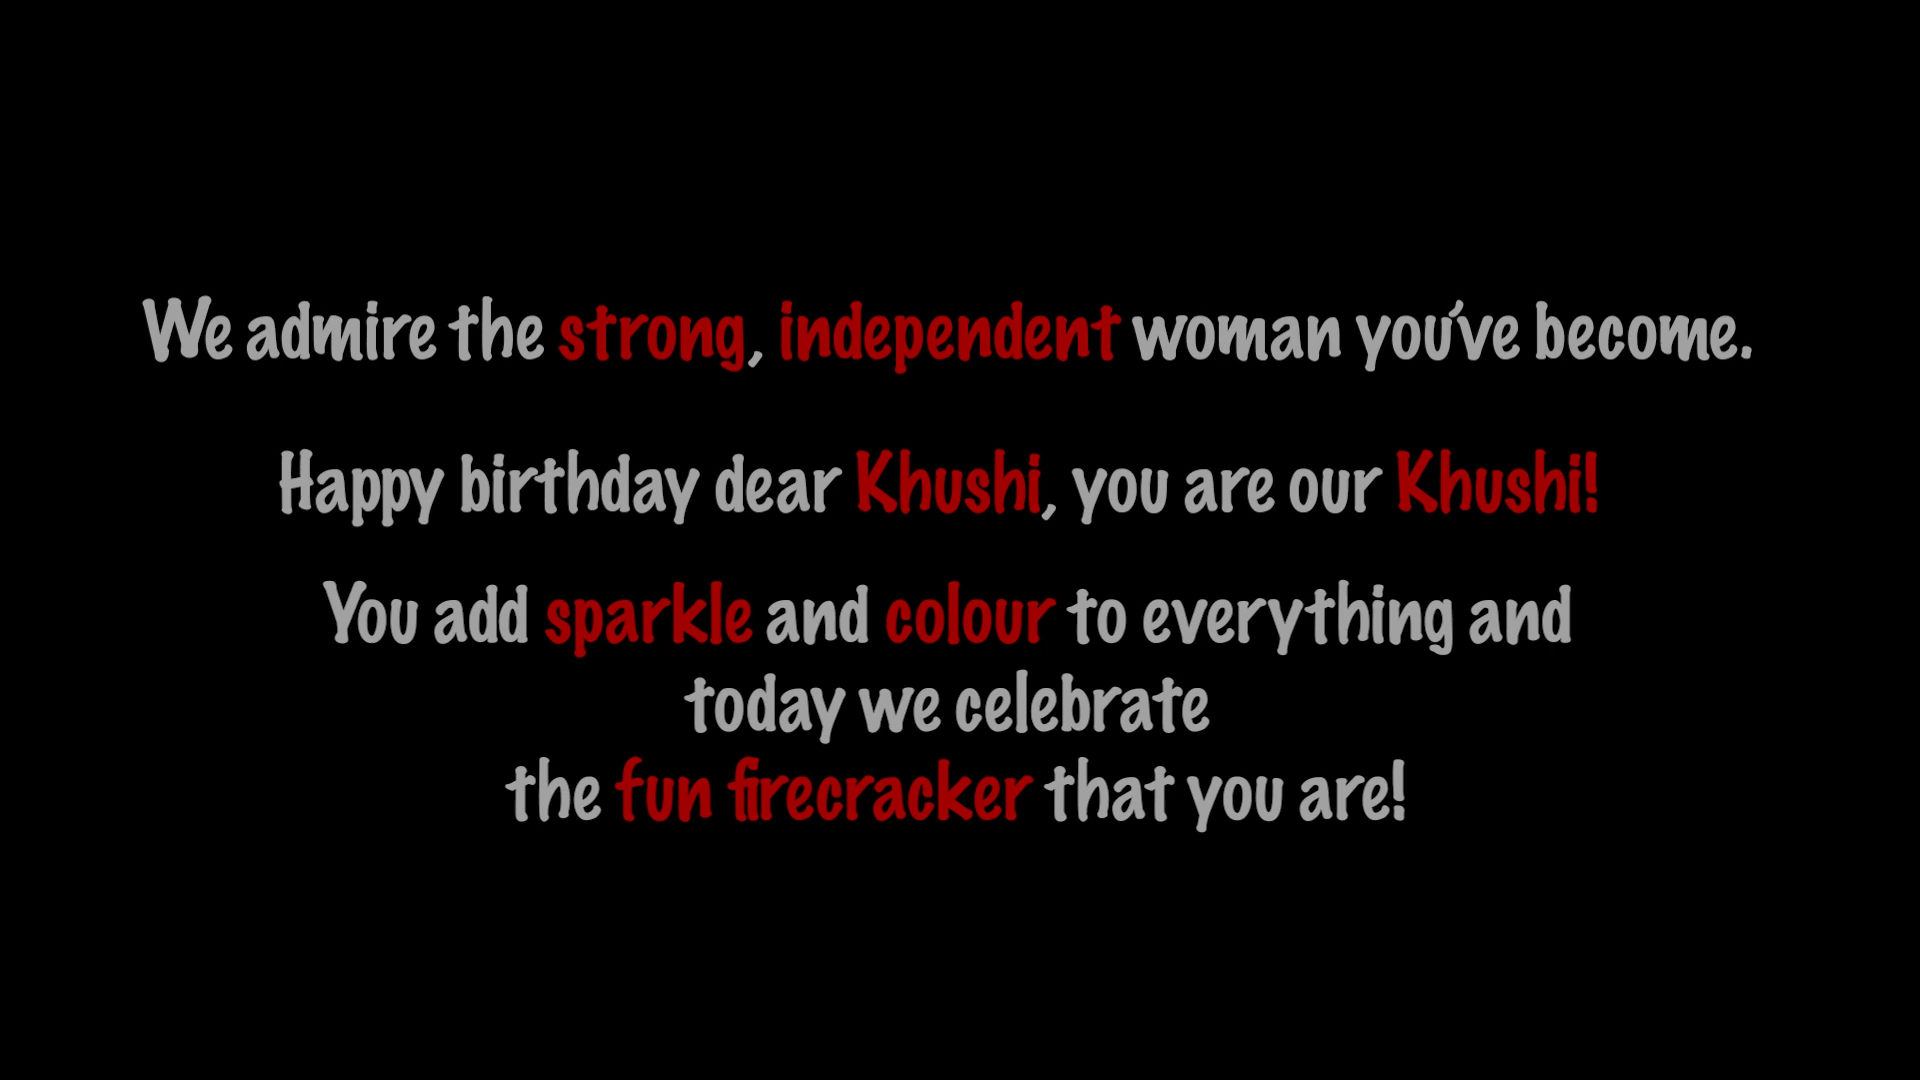 We admire the strong, independent woman you've become.
Happy birthday dear Khushi, you are our Khushi!
You add sparkle and colour to everything and
today we celebrate
the fun firecracker that you are!